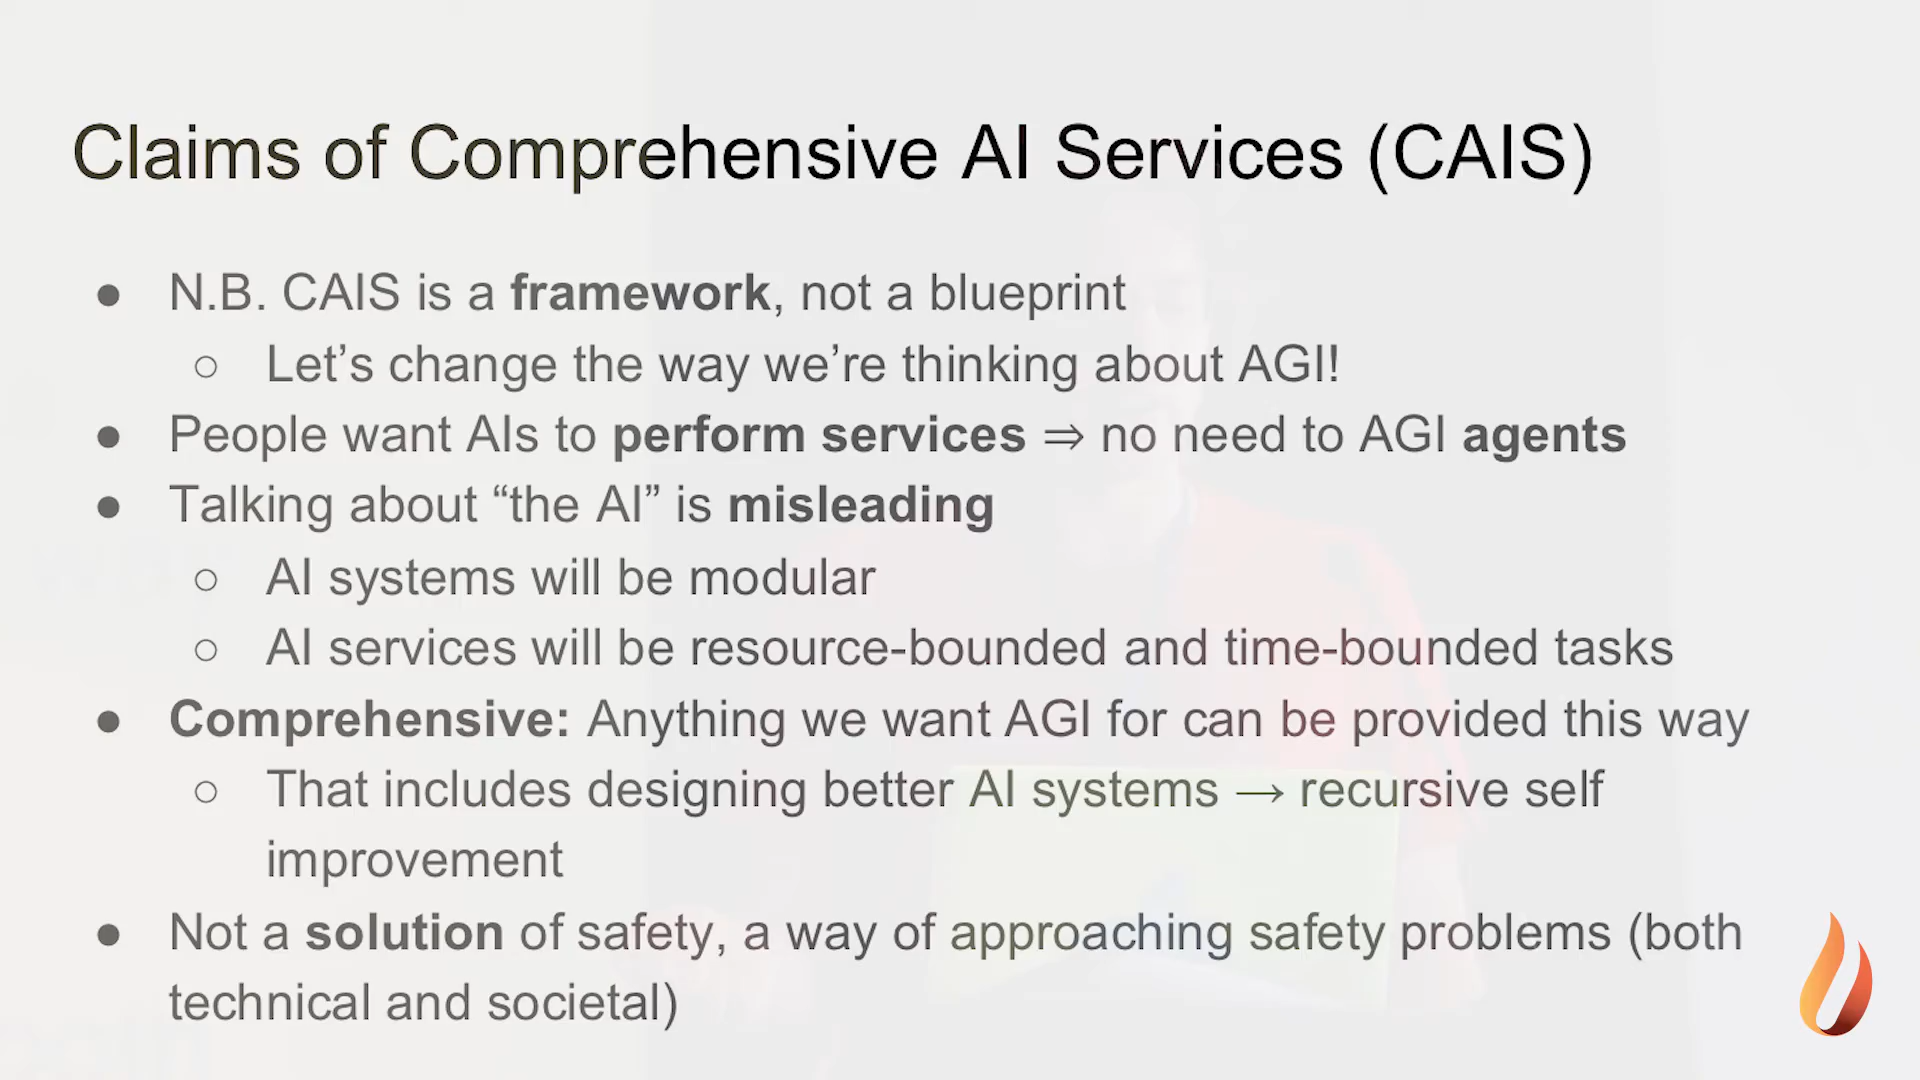 Claims of Comprehensive AI Services (CAIS)
● N.B. CAIS is a framework, not a blueprint
○ Let’s change the way we’re thinking about AGI!
● People want AIs to perform services ⇒ no need to AGI agents
● Talking about “the AI” is misleading
○ AI systems will be modular
○ AI services will be resource-bounded and time-bounded tasks
● Comprehensive: Anything we want AGI for can be provided this way
○ That includes designing better AI systems → recursive self
improvement
● Not a solution of safety, a way of approaching safety problems (both
technical and societal)